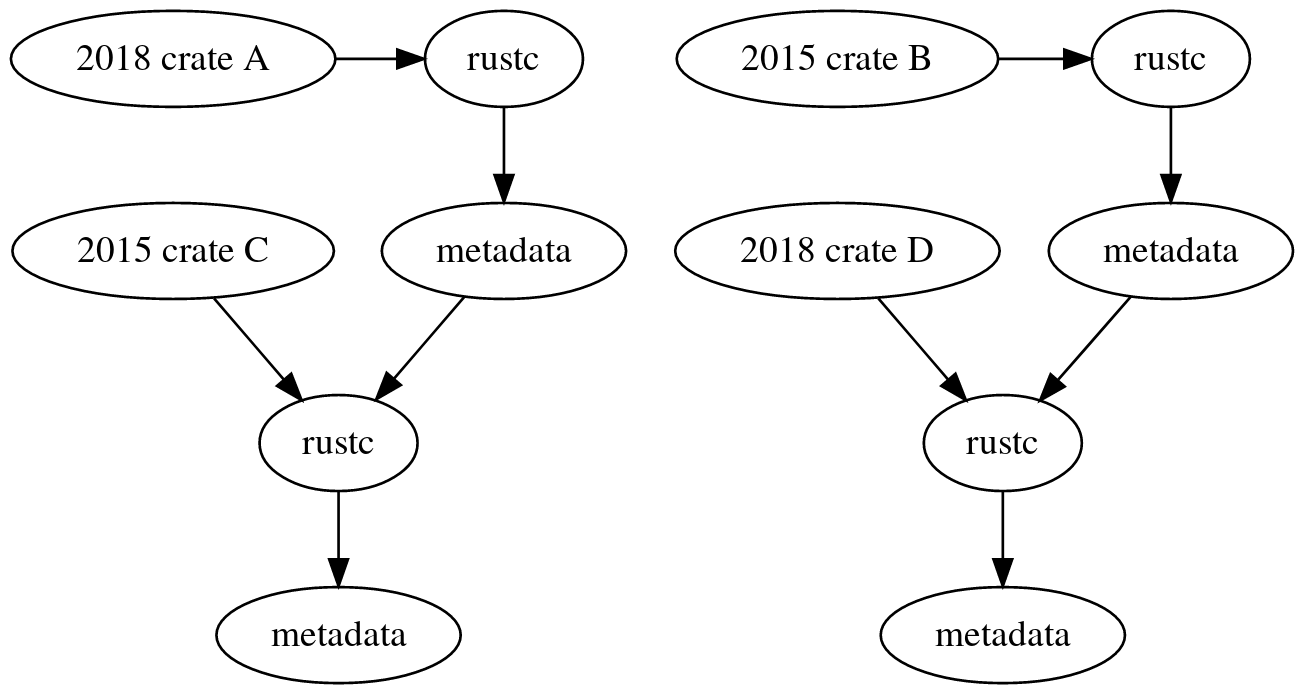 2018 crate A
rustc
2015 crate B
rustc
2015 crate C
metadata
2018 crate D
metadata
rustc
rustc
metadata
metadata